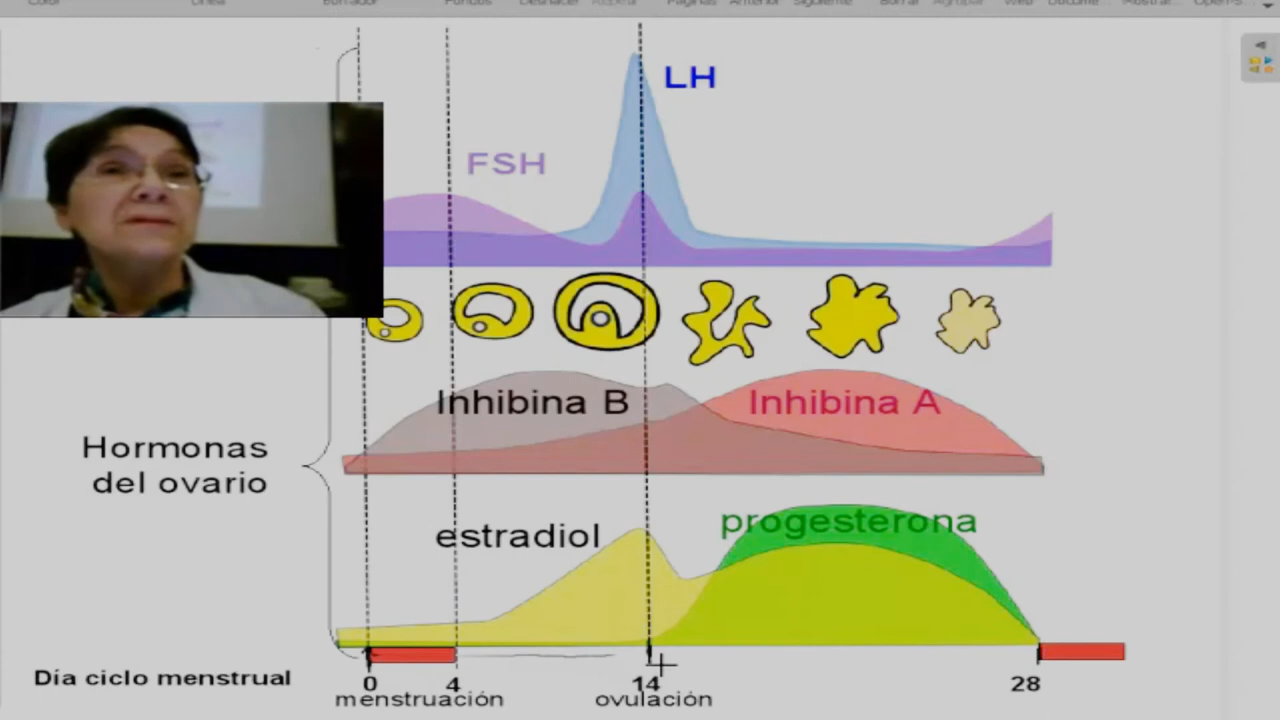 LH
FSH
Inhibina B
Inhibina A
Hormonas
del ovario
estradiol
progesterona
Día ciclo menstrual
0 4 14 28
menstruación ovulación